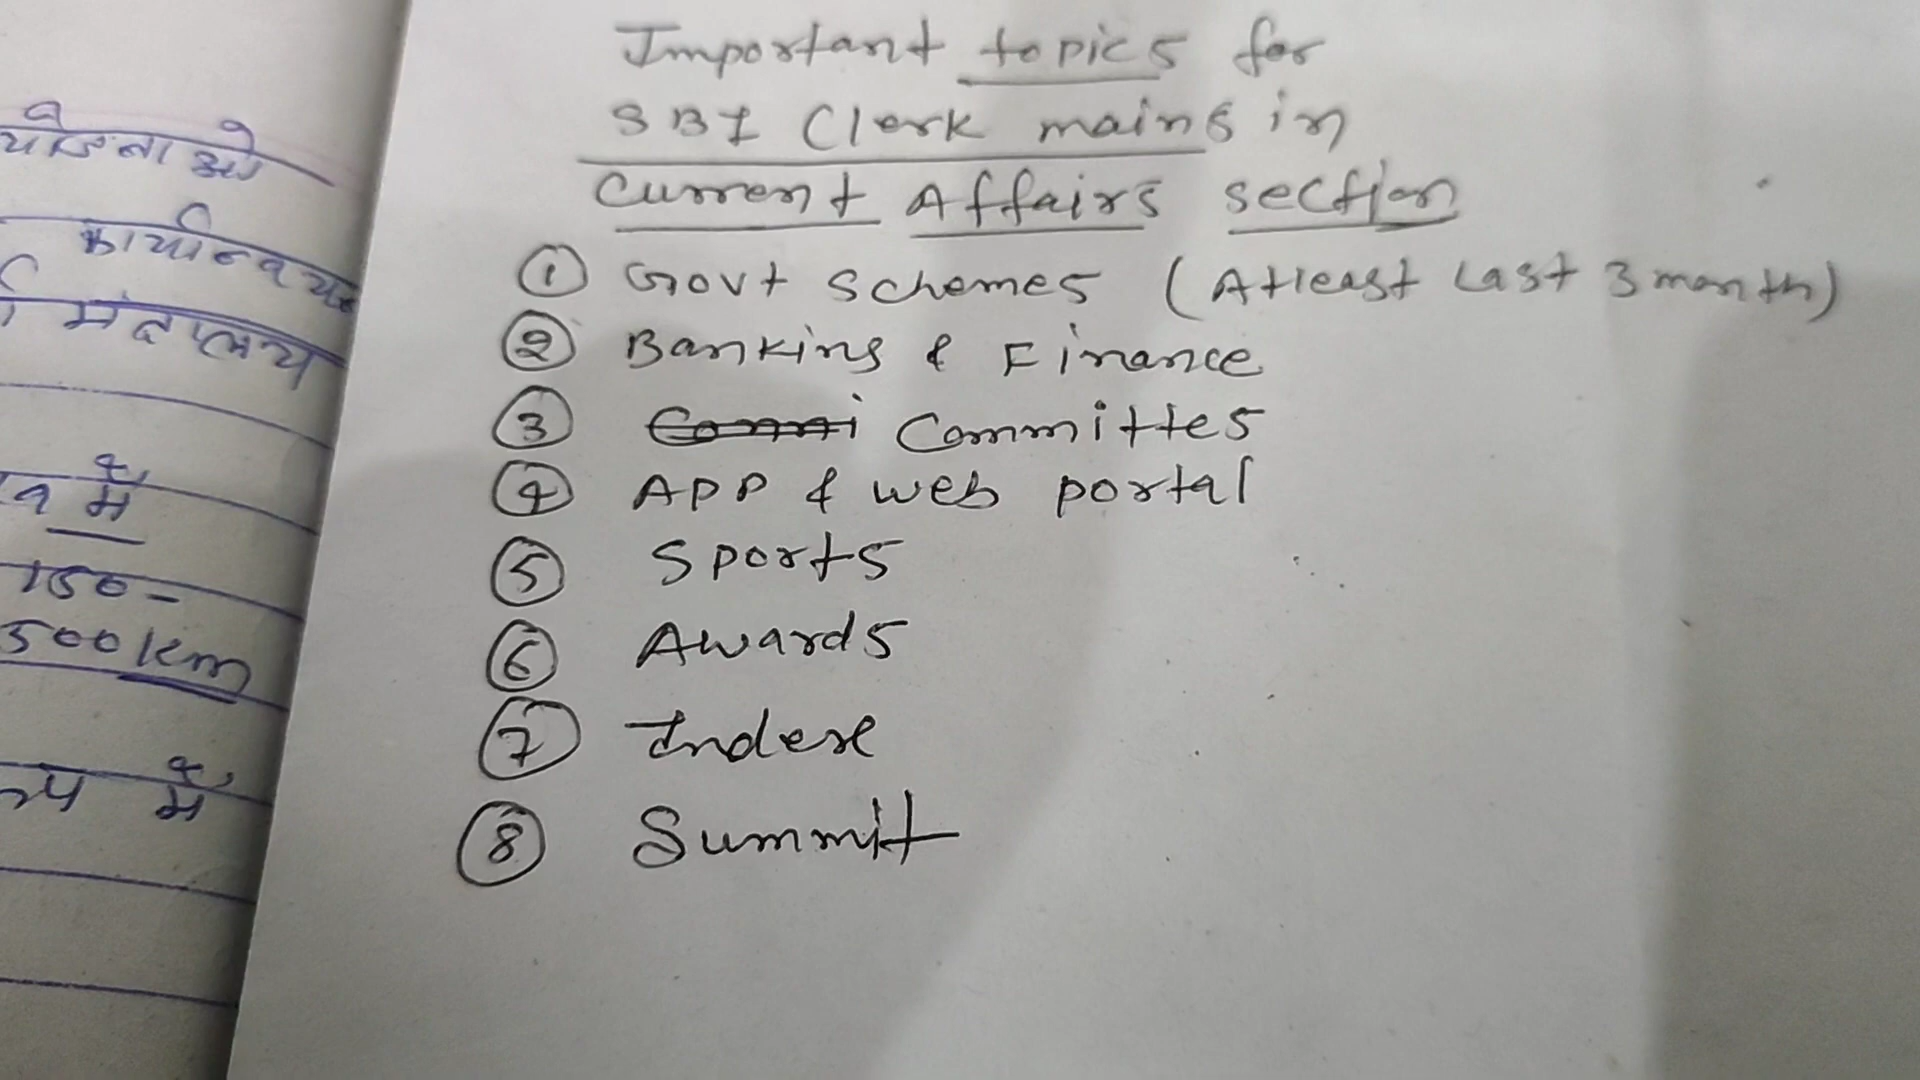 योजनाओ
कार्यान्वयन
में
150-
500km
रूप में
Important topics for
SBI Clerk mains in
Current Affairs section
① Govt Schemes (Atleast Last 3 month)
② Banking & Finance
③ Committes
④ APP & web portal
⑤ Sports
⑥ Awards
⑦ Index
⑧ Summit